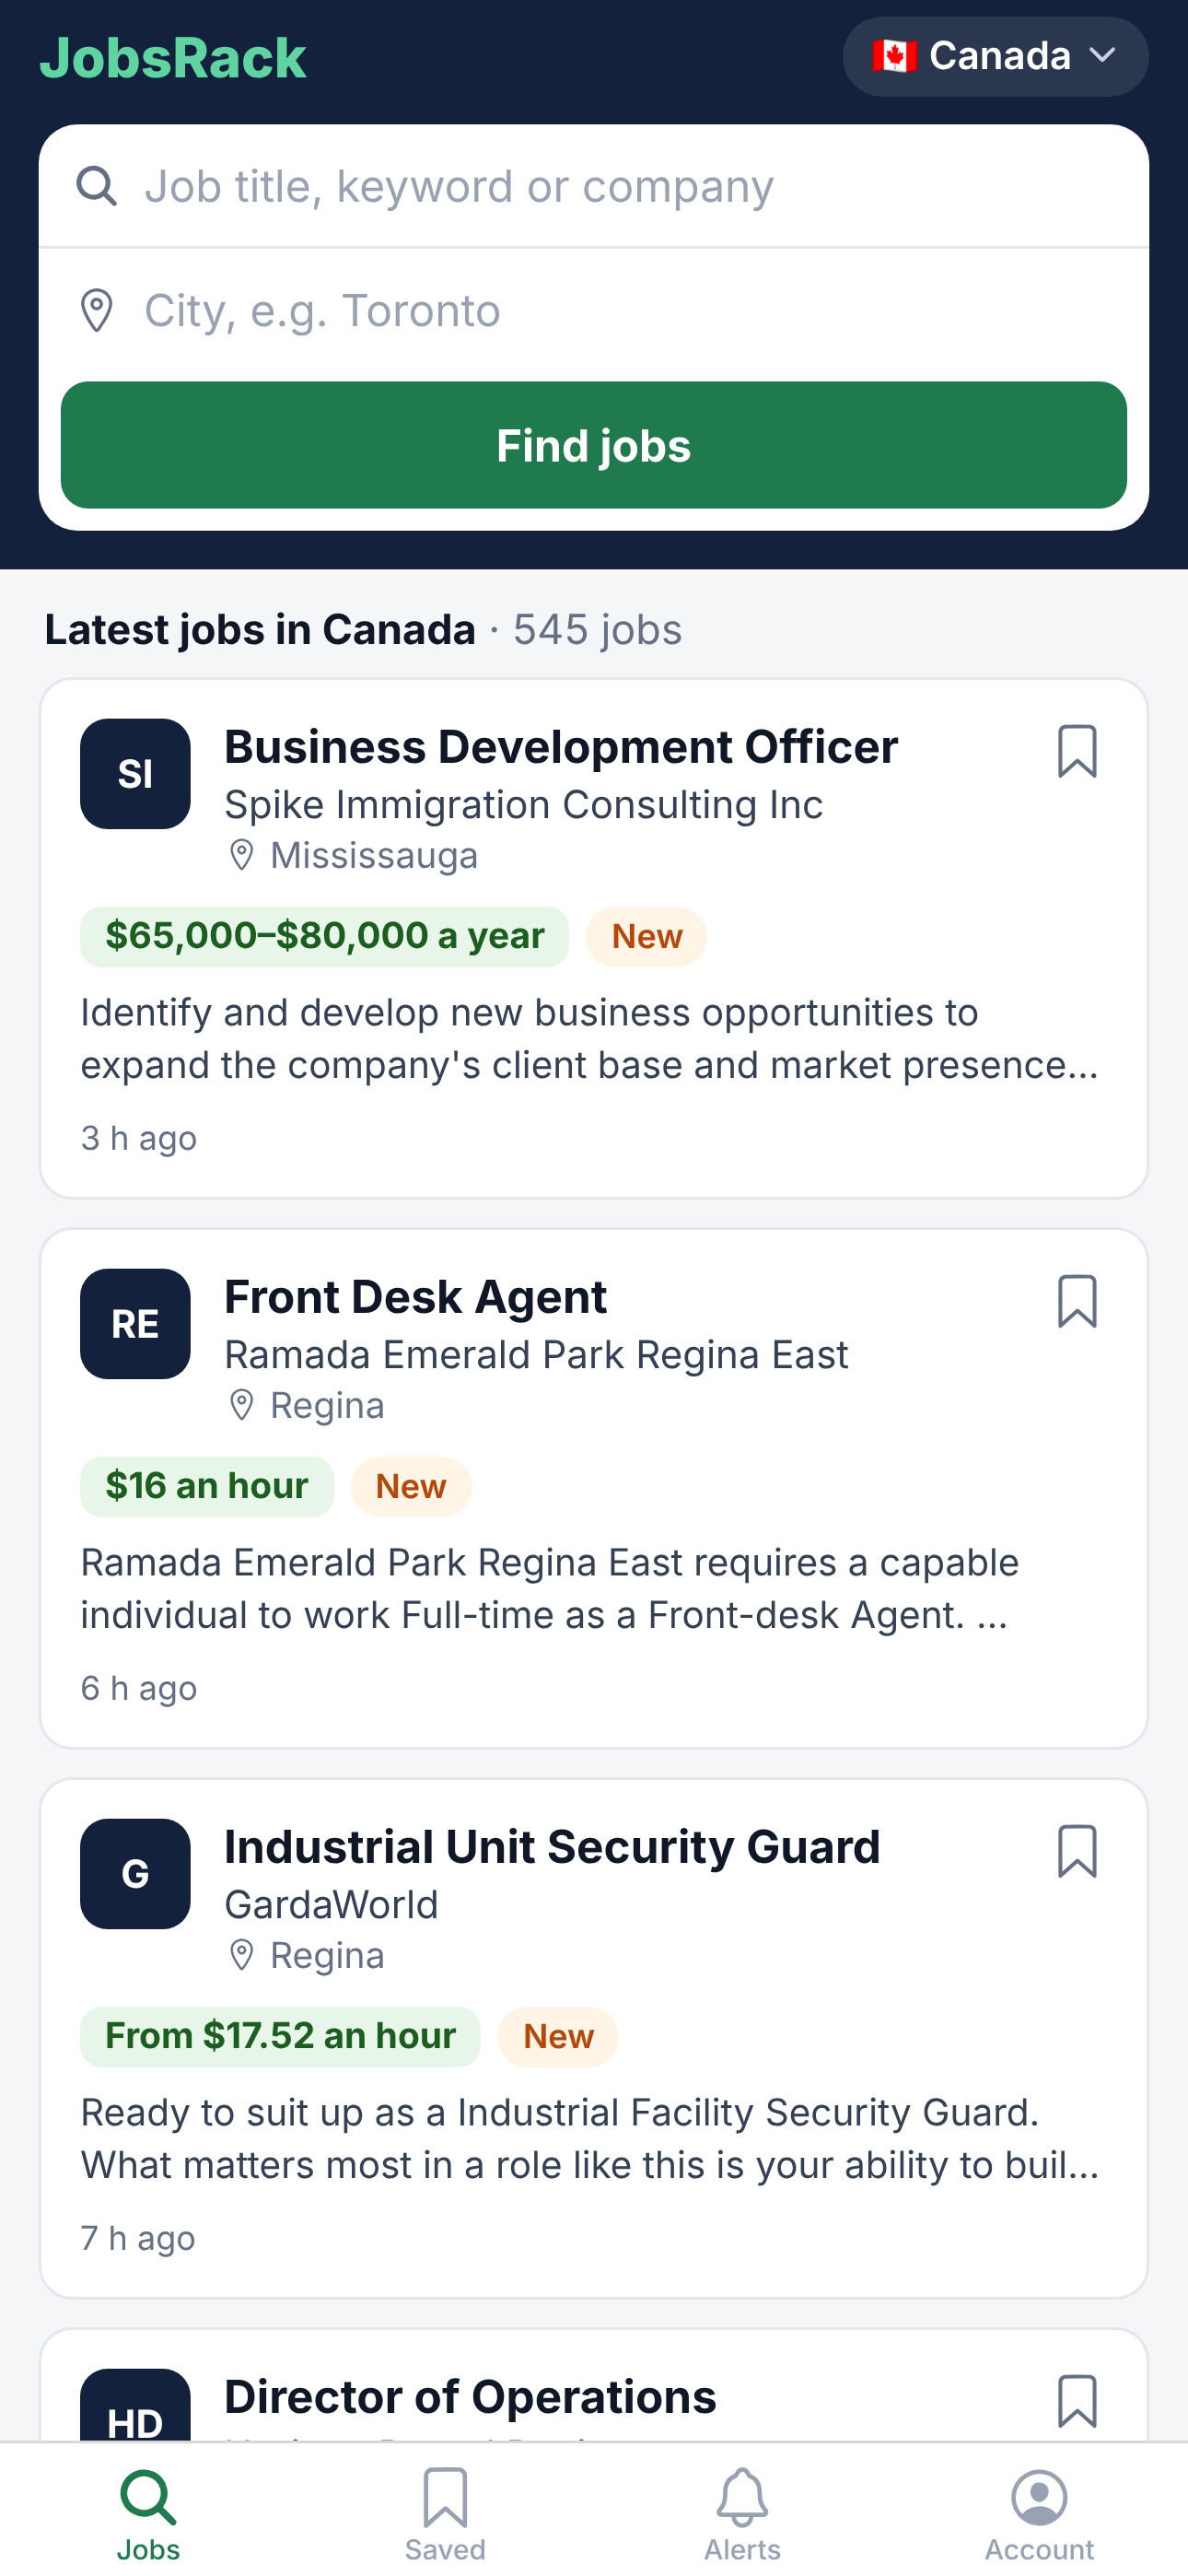 JobsRack
Canada
Job title, keyword or company
City, e.g. Toronto
Find jobs
Latest jobs in Canada · 545 jobs
SI
Business Development Officer
Spike Immigration Consulting Inc
Mississauga
$65,000–$80,000 a year
New
Identify and develop new business opportunities to
expand the company's client base and market presence...
3 h ago
RE
Front Desk Agent
Ramada Emerald Park Regina East
Regina
$16 an hour
New
Ramada Emerald Park Regina East requires a capable
individual to work Full-time as a Front-desk Agent. ...
6 h ago
G
Industrial Unit Security Guard
GardaWorld
Regina
From $17.52 an hour
New
Ready to suit up as a Industrial Facility Security Guard.
What matters most in a role like this is your ability to buil...
7 h ago
HD
Director of Operations
Jobs
Saved
Alerts
Account